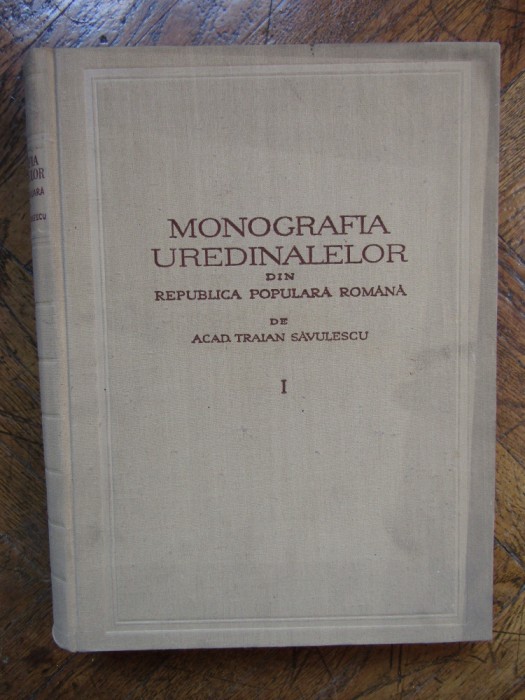 MONOGRAFIA
UREDINALELOR
DIN
REPUBLICA POPULARĂ ROMÂNĂ
DE
ACAD. TRAIAN SĂVULESCU
I